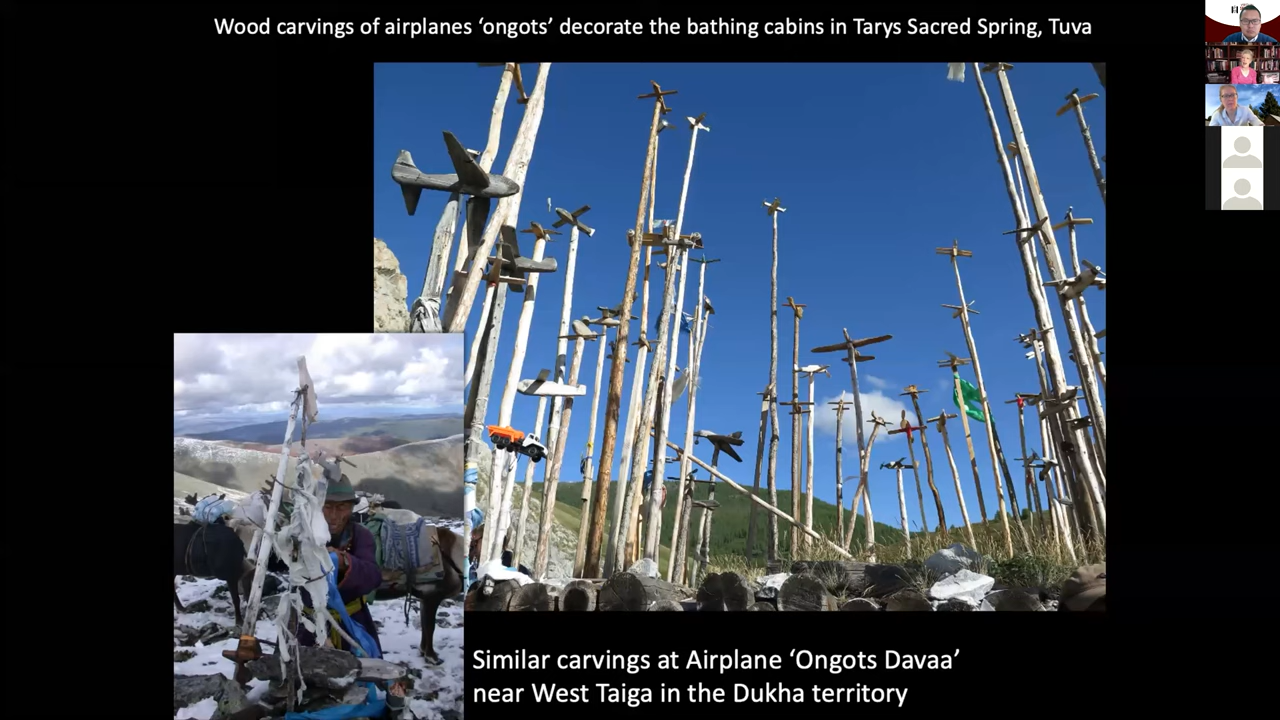 Wood carvings of airplanes ‘ongots’ decorate the bathing cabins in Tarys Sacred Spring, Tuva
Similar carvings at Airplane ‘Ongots Davaa’
near West Taiga in the Dukha territory